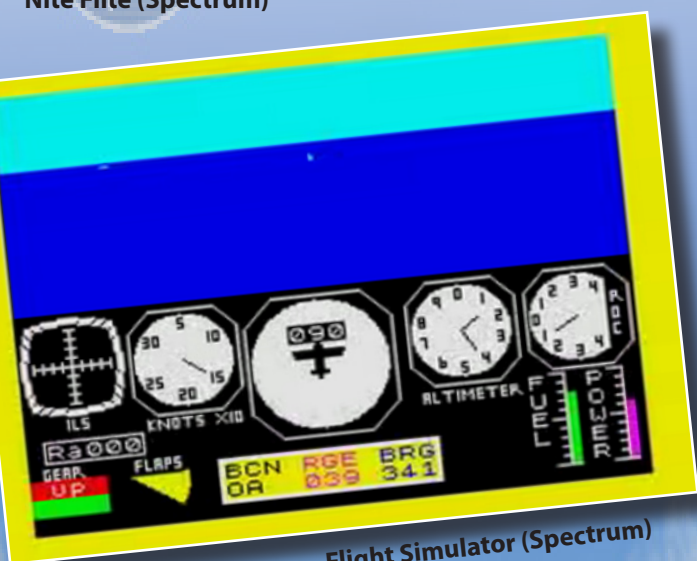 Nite Flite (Spectrum)
090
5
10
15
20
25
30
0
1
2
3
4
5
6
7
8
9
4
3
2
1
0
1
2
3
4
ROC
ILS
KNOTS X10
ALTIMETER
FUEL
POWER
Ra000
GEAR
UP
FLAPS
BCN RGE BRG
OA 039 341
Flight Simulator (Spectrum)